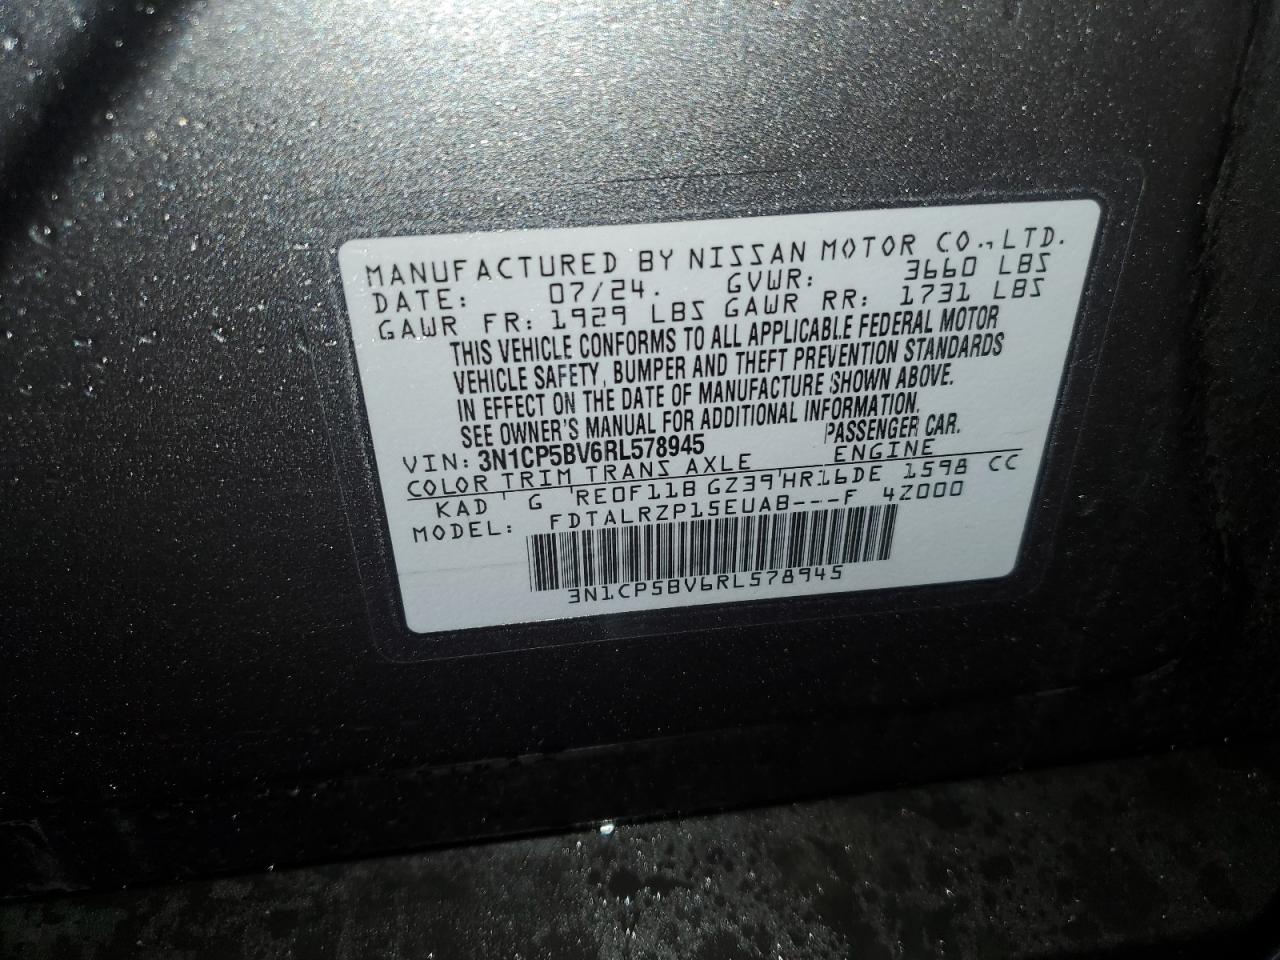 MANUFACTURED BY NISSAN MOTOR CO., LTD.
DATE: 07/24. GVWR: 3660 LBS
GAWR FR: 1929 LBS GAWR RR: 1731 LBS
THIS VEHICLE CONFORMS TO ALL APPLICABLE FEDERAL MOTOR
VEHICLE SAFETY, BUMPER AND THEFT PREVENTION STANDARDS
IN EFFECT ON THE DATE OF MANUFACTURE SHOWN ABOVE.
SEE OWNER'S MANUAL FOR ADDITIONAL INFORMATION.
VIN: 3N1CP5BV6RL578945 PASSENGER CAR.
COLOR TRIM TRANS AXLE ENGINE
KAD G RE0F11B GZ39 HR16DE 1598 CC
MODEL: FDTALRZP15EUAB---F 4Z000
3N1CP5BV6RL578945